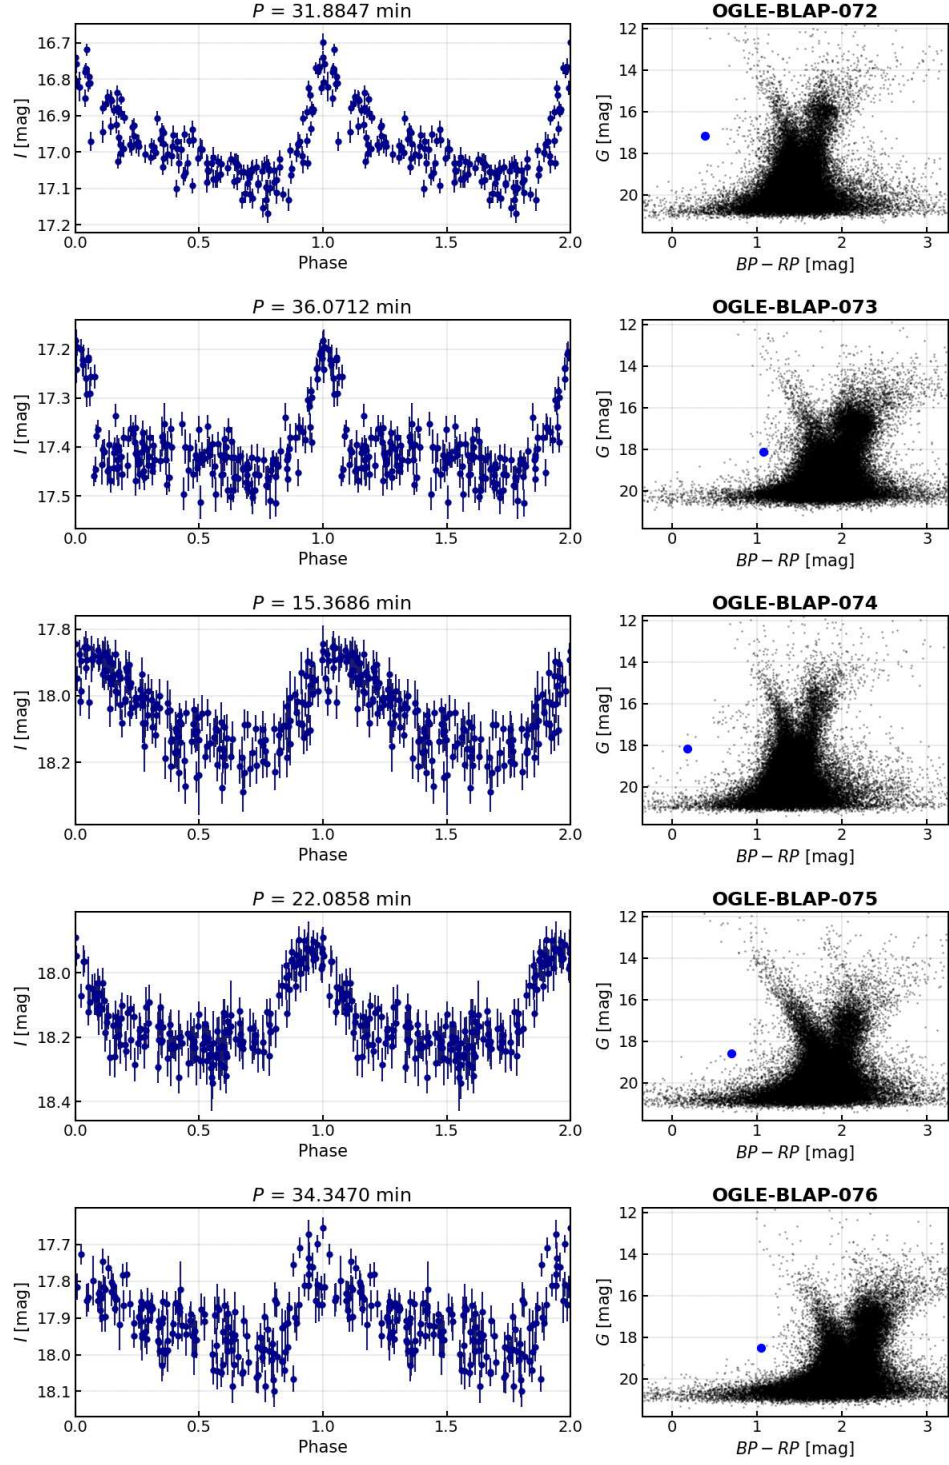 P = 31.8847 min
I [mag]
16.7
16.8
16.9
17.0
17.1
17.2
0.0 0.5 1.0 1.5 2.0
Phase
OGLE-BLAP-072
G [mag]
12
14
16
18
20
0 1 2 3
BP − RP [mag]
P = 36.0712 min
I [mag]
17.2
17.3
17.4
17.5
0.0 0.5 1.0 1.5 2.0
Phase
OGLE-BLAP-073
G [mag]
12
14
16
18
20
0 1 2 3
BP − RP [mag]
P = 15.3686 min
I [mag]
17.8
18.0
18.2
0.0 0.5 1.0 1.5 2.0
Phase
OGLE-BLAP-074
G [mag]
12
14
16
18
20
0 1 2 3
BP − RP [mag]
P = 22.0858 min
I [mag]
18.0
18.2
18.4
0.0 0.5 1.0 1.5 2.0
Phase
OGLE-BLAP-075
G [mag]
12
14
16
18
20
0 1 2 3
BP − RP [mag]
P = 34.3470 min
I [mag]
17.7
17.8
17.9
18.0
18.1
0.0 0.5 1.0 1.5 2.0
Phase
OGLE-BLAP-076
G [mag]
12
14
16
18
20
0 1 2 3
BP − RP [mag]